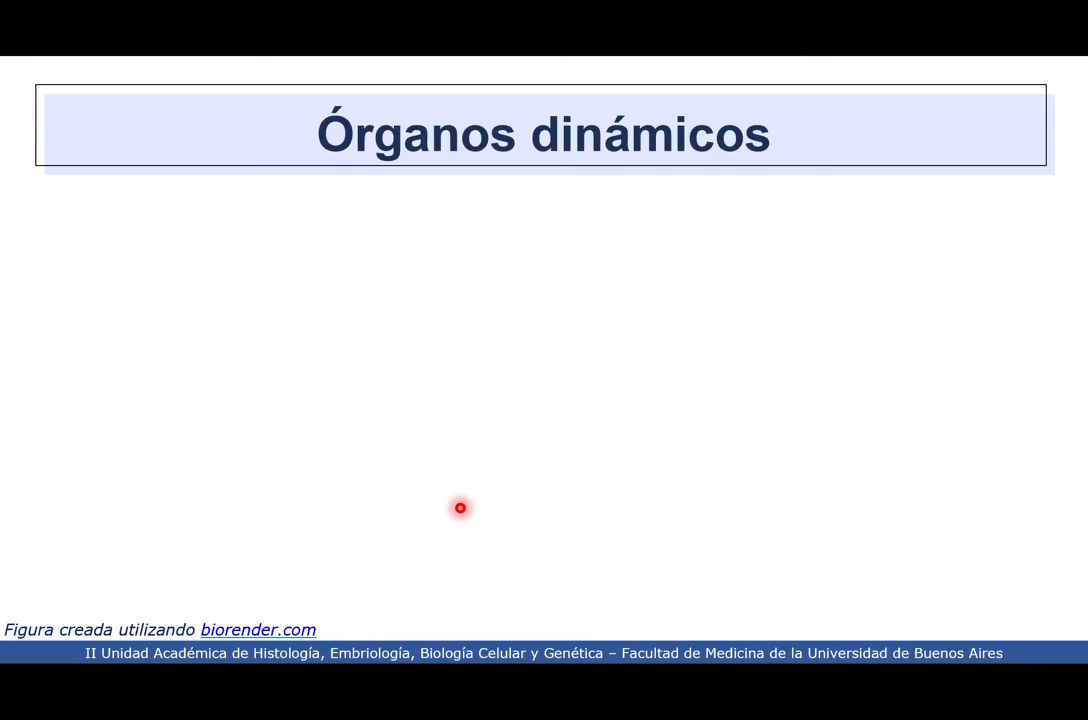 Órganos dinámicos
Figura creada utilizando biorender.com
II Unidad Académica de Histología, Embriología, Biología Celular y Genética – Facultad de Medicina de la Universidad de Buenos Aires